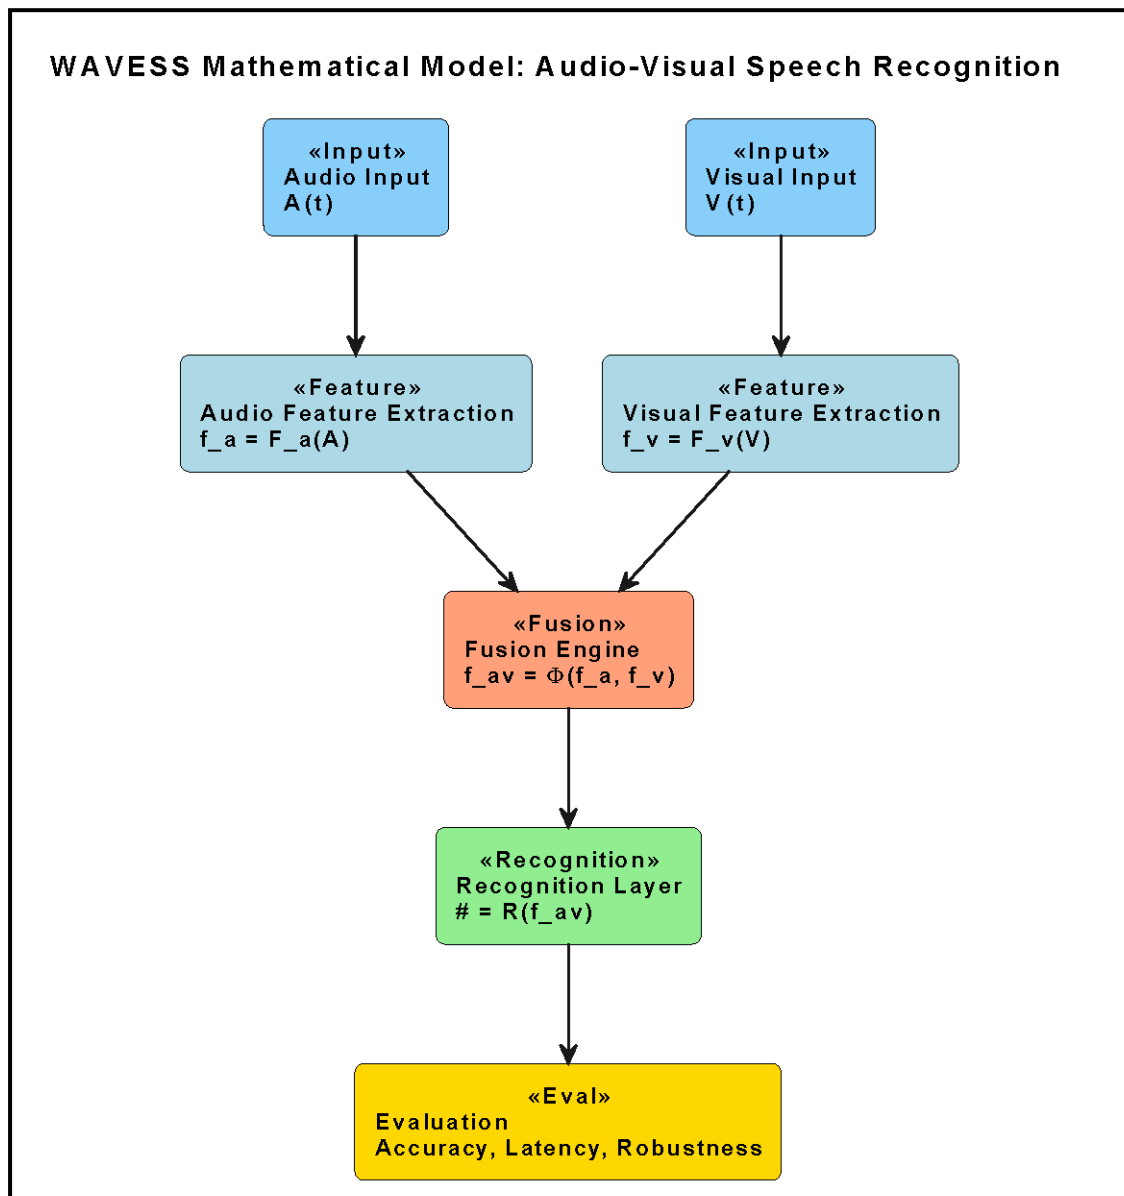 WAVESS Mathematical Model: Audio-Visual Speech Recognition
«Input»
Audio Input
A(t)
«Input»
Visual Input
V(t)
«Feature»
Audio Feature Extraction
f_a = F_a(A)
«Feature»
Visual Feature Extraction
f_v = F_v(V)
«Fusion»
Fusion Engine
f_av = Φ(f_a, f_v)
«Recognition»
Recognition Layer
# = R(f_av)
«Eval»
Evaluation
Accuracy, Latency, Robustness